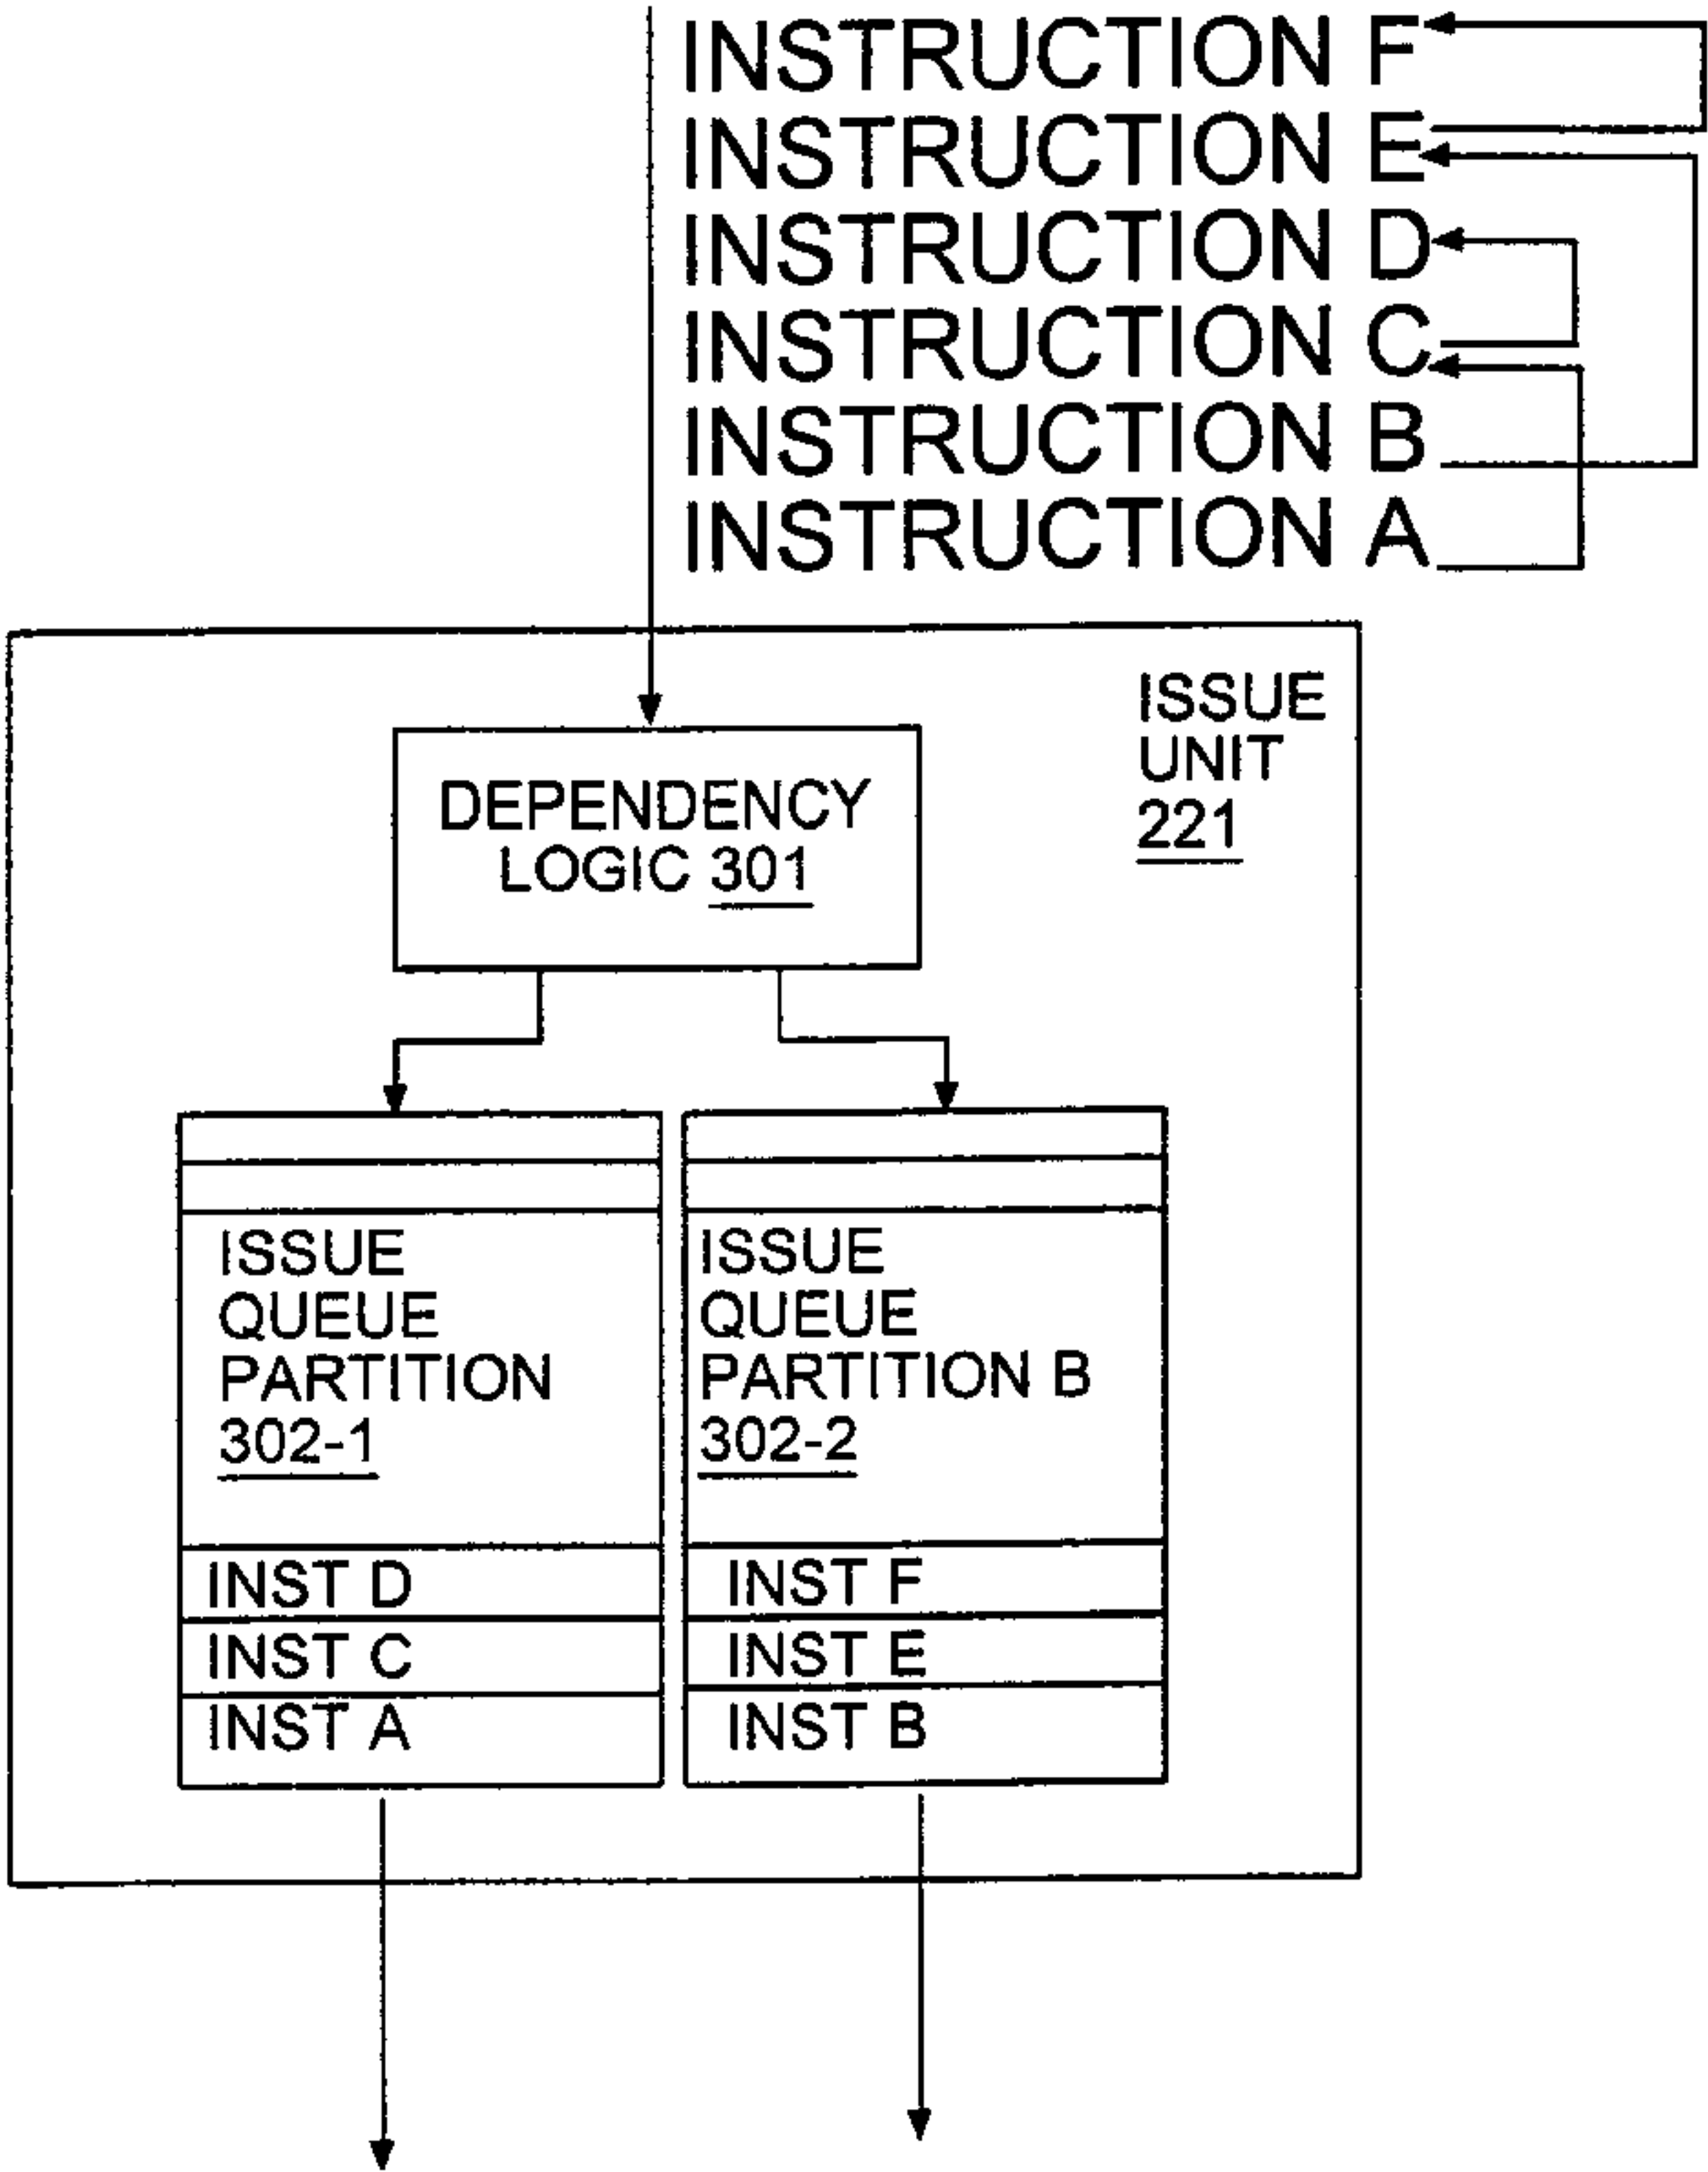 INSTRUCTION F
INSTRUCTION E
INSTRUCTION D
INSTRUCTION C
INSTRUCTION B
INSTRUCTION A
ISSUE
UNIT
221
DEPENDENCY
LOGIC 301
ISSUE
QUEUE
PARTITION
302-1
INST D
INST C
INST A
ISSUE
QUEUE
PARTITION B
302-2
INST F
INST E
INST B